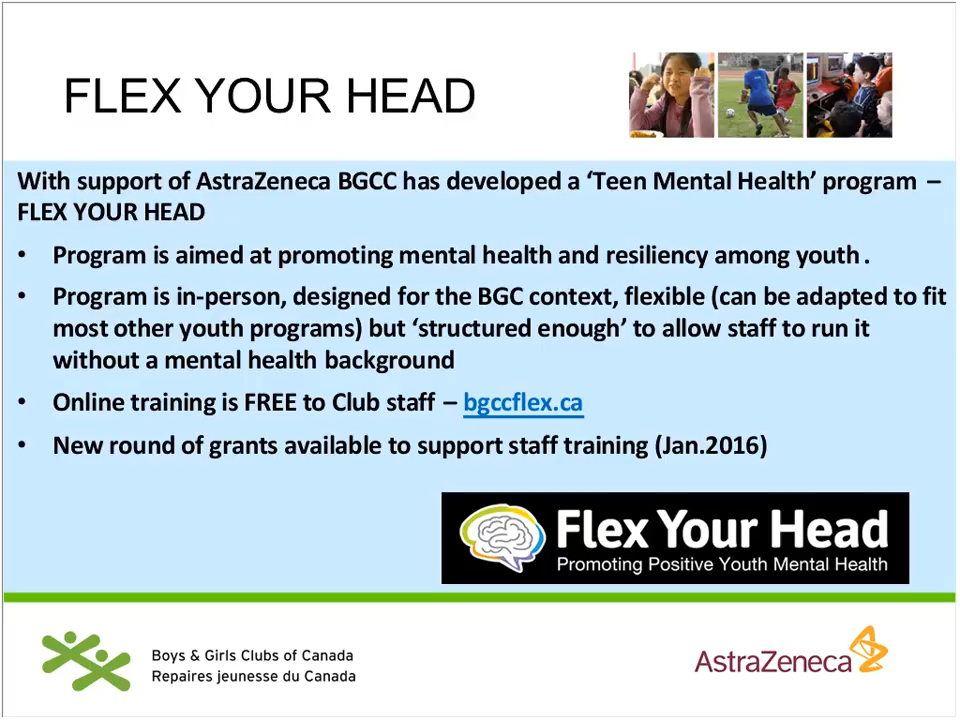 FLEX YOUR HEAD
With support of AstraZeneca BGCC has developed a ‘Teen Mental Health’ program –
FLEX YOUR HEAD
• Program is aimed at promoting mental health and resiliency among youth.
• Program is in-person, designed for the BGC context, flexible (can be adapted to fit
most other youth programs) but ‘structured enough’ to allow staff to run it
without a mental health background
• Online training is FREE to Club staff – bgccflex.ca
• New round of grants available to support staff training (Jan.2016)
Flex Your Head
Promoting Positive Youth Mental Health
Boys & Girls Clubs of Canada
Repaires jeunesse du Canada
AstraZeneca